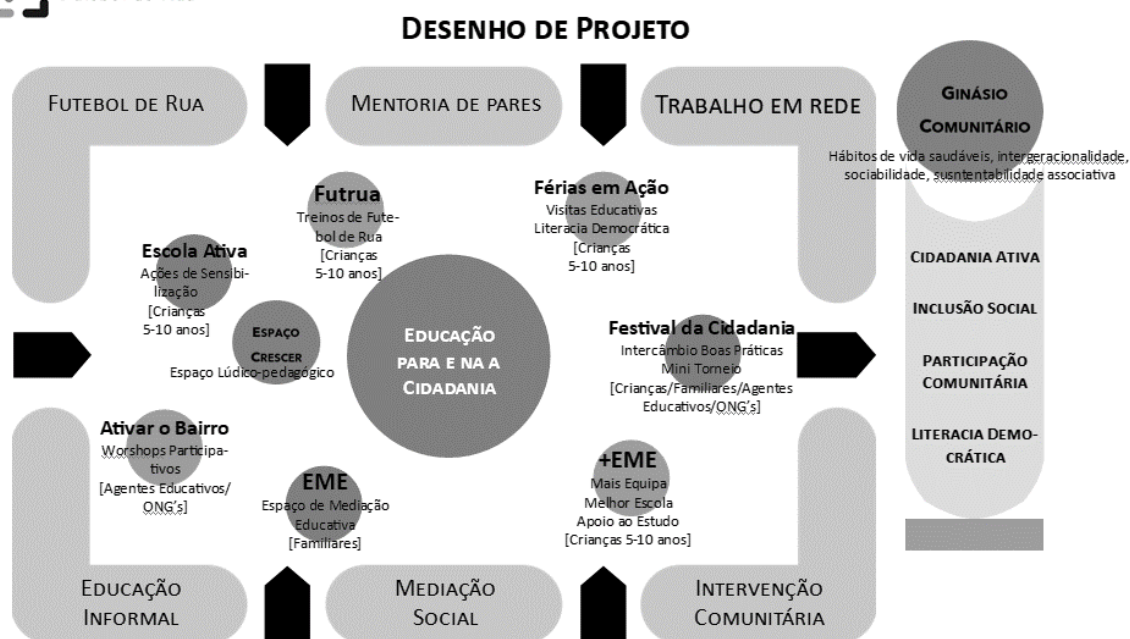 DESENHO DE PROJETO
FUTEBOL DE RUA
MENTORIA DE PARES
TRABALHO EM REDE
GINÁSIO
COMUNITÁRIO
Hábitos de vida saudáveis, intergeracionalidade,
sociabilidade, susntentabilidade associativa
Futrua
Treinos de Fute-
bol de Rua
[Crianças
5-10 anos]
Férias em Ação
Visitas Educativas
Literacia Democrática
[Crianças
5-10 anos]
Escola Ativa
Ações de Sensibi-
lização
[Crianças
5-10 anos]
ESPAÇO
CRESCER
Espaço Lúdico-pedagógico
EDUCAÇÃO
PARA E NA A
CIDADANIA
Festival da Cidadania
Intercâmbio Boas Práticas
Mini Torneio
[Crianças/Familiares/Agentes
Educativos/ONG's]
Ativar o Bairro
Worshops Participa-
tivos
[Agentes Educativos/
ONG's]
EME
Espaço de Mediação
Educativa
[Familiares]
+EME
Mais Equipa
Melhor Escola
Apoio ao Estudo
[Crianças 5-10 anos]
CIDADANIA ATIVA
INCLUSÃO SOCIAL
PARTICIPAÇÃO
COMUNITÁRIA
LITERACIA DEMO-
CRÁTICA
EDUCAÇÃO
INFORMAL
MEDIAÇÃO
SOCIAL
INTERVENÇÃO
COMUNITÁRIA